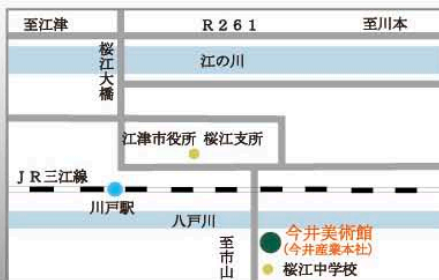 至江津
R261
至川本
桜江大橋
江の川
江津市役所 桜江支所
JR三江線
川戸駅
八戸川
至市山
今井美術館
(今井産業本社)
桜江中学校